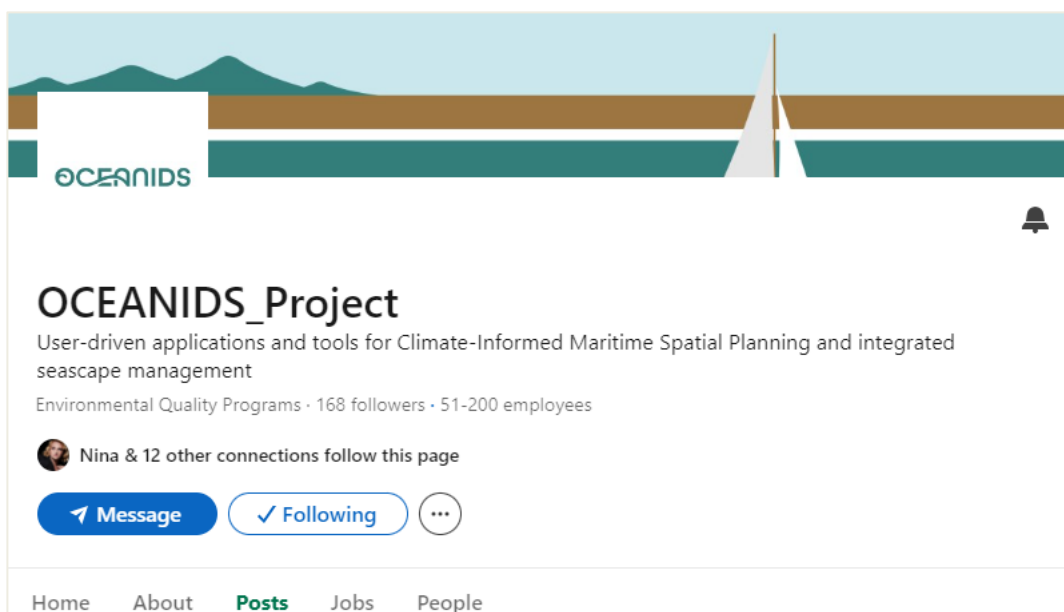 OCEANIDS
OCEANIDS_Project
User-driven applications and tools for Climate-Informed Maritime Spatial Planning and integrated
seascape management
Environmental Quality Programs · 168 followers · 51-200 employees
Nina & 12 other connections follow this page
Message Following
Home About Posts Jobs People